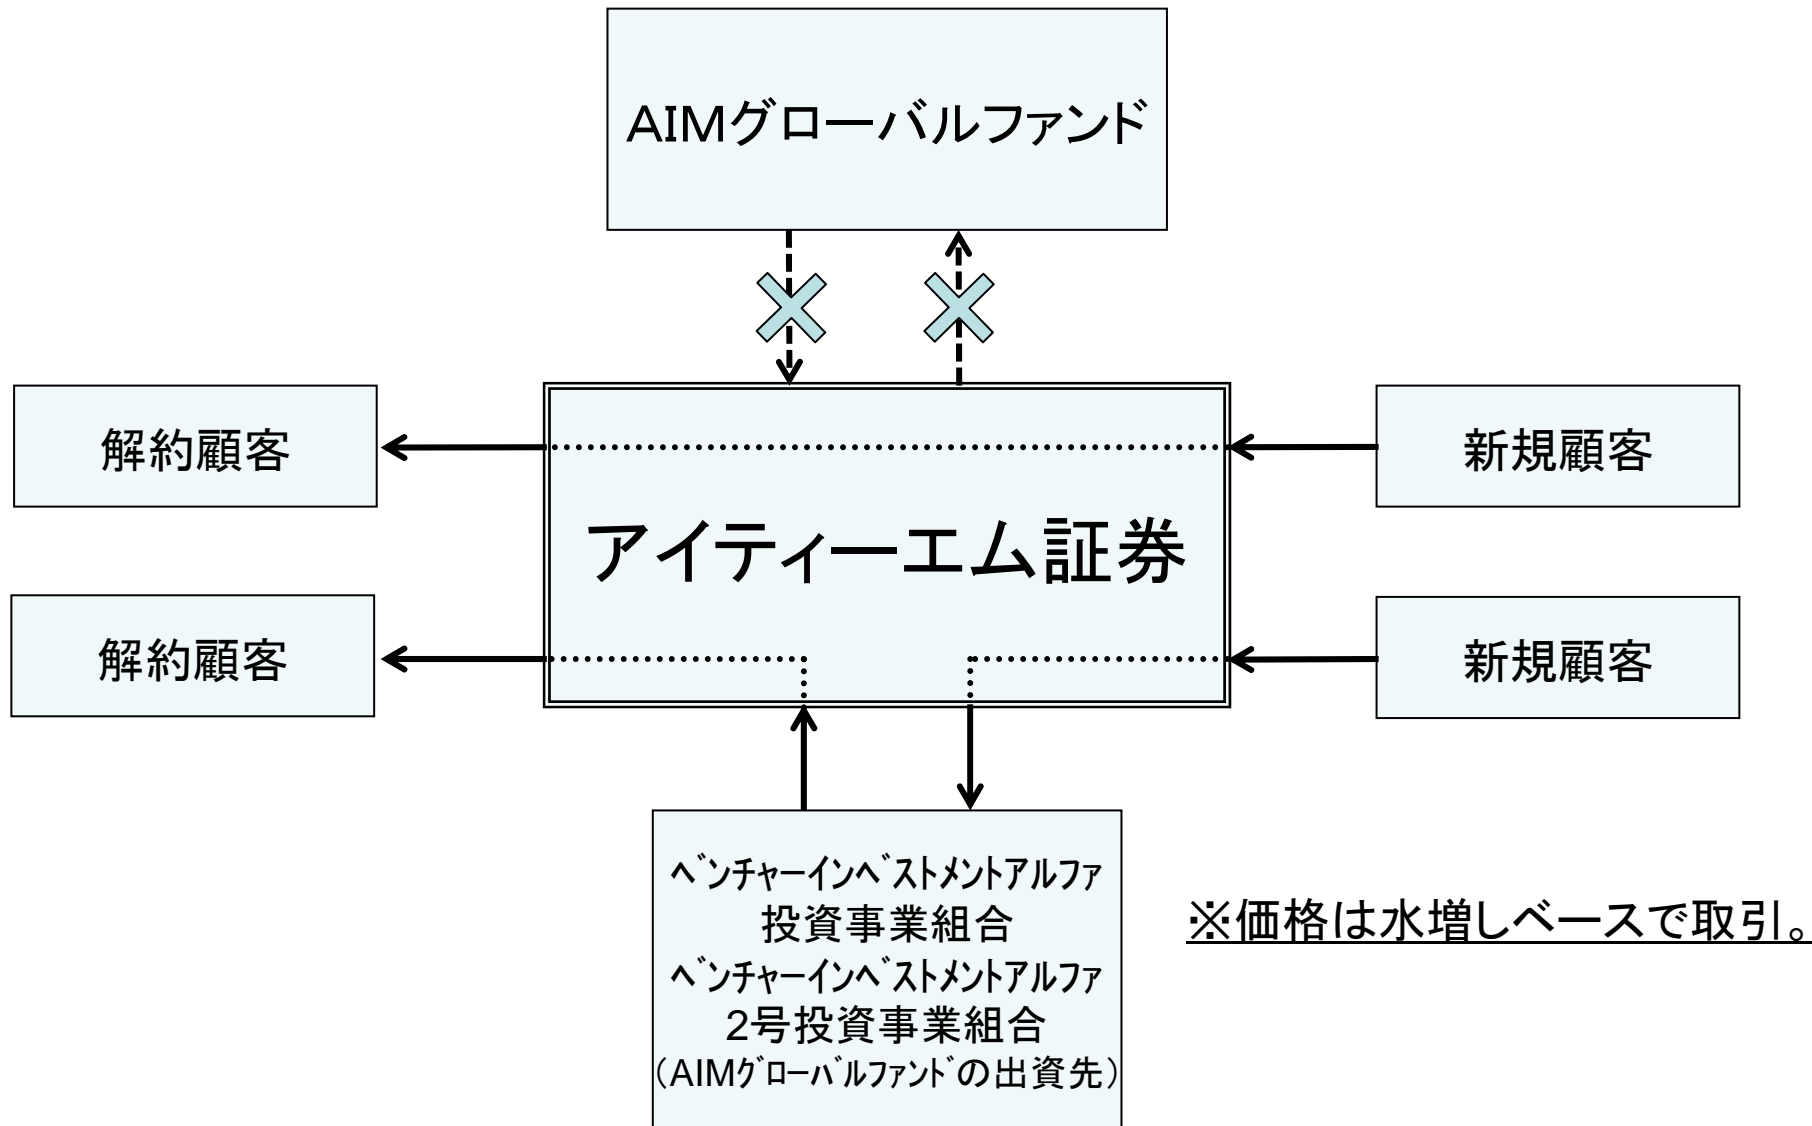 AIMグローバルファンド
解約顧客
新規顧客
アイティーエム証券
解約顧客
新規顧客
ﾍﾞﾝﾁｬｰｲﾝﾍﾞｽﾄﾒﾝﾄｱﾙﾌｧ
投資事業組合
ﾍﾞﾝﾁｬｰｲﾝﾍﾞｽﾄﾒﾝﾄｱﾙﾌｧ
2号投資事業組合
（AIMｸﾞﾛｰﾊﾞﾙﾌｧﾝﾄﾞの出資先）
※価格は水増しベースで取引。